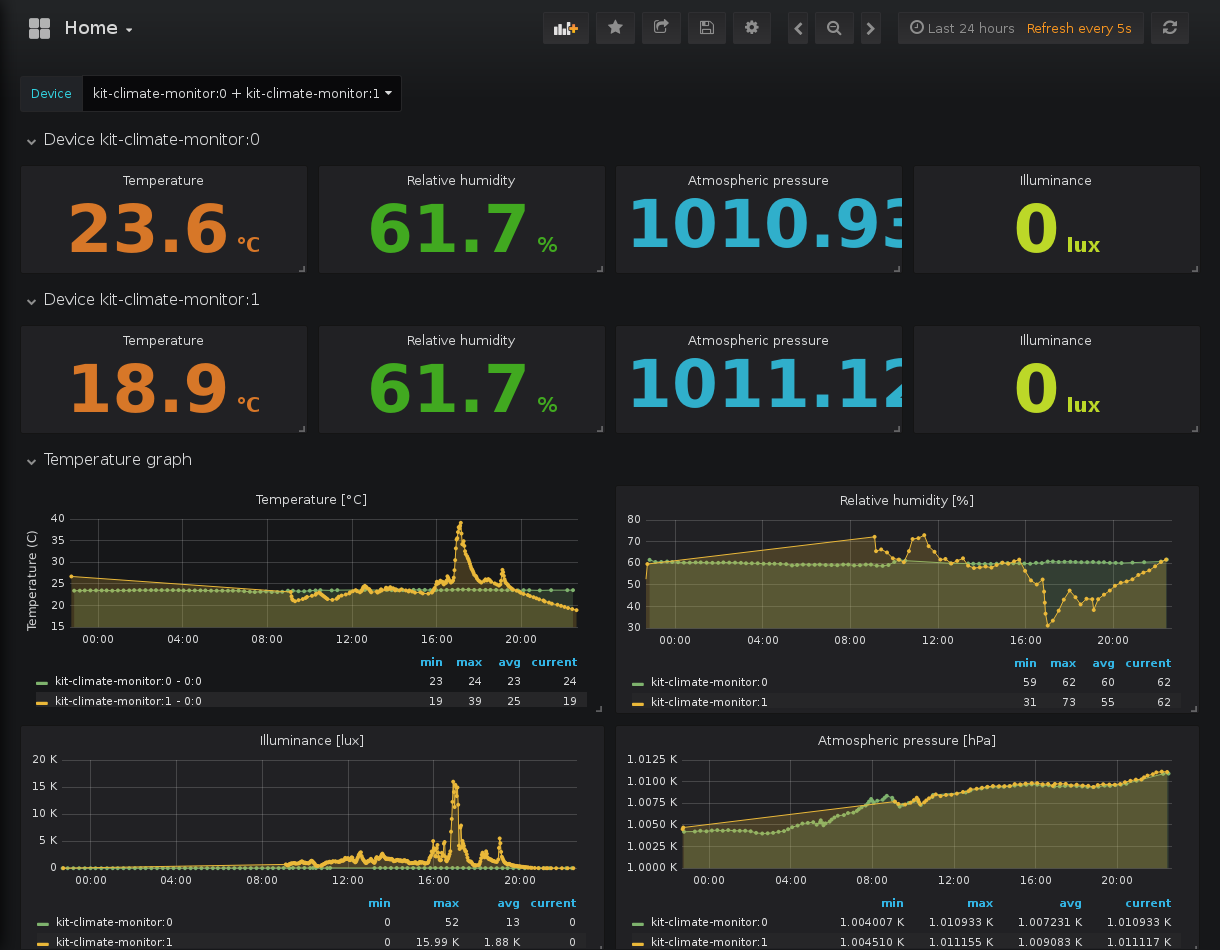 Home
Last 24 hours Refresh every 5s
Device kit-climate-monitor:0 + kit-climate-monitor:1
Device kit-climate-monitor:0
Temperature Relative humidity Atmospheric pressure Illuminance
23.6 °C 61.7 % 1010.93 0 lux
Device kit-climate-monitor:1
Temperature Relative humidity Atmospheric pressure Illuminance
18.9 °C 61.7 % 1011.12 0 lux
Temperature graph
Temperature [°C]
Temperature (C)
40
35
30
25
20
15
00:00 04:00 08:00 12:00 16:00 20:00
min max avg current
kit-climate-monitor:0 - 0:0 23 24 23 24
kit-climate-monitor:1 - 0:0 19 39 25 19
Relative humidity [%]
80
70
60
50
40
30
00:00 04:00 08:00 12:00 16:00 20:00
min max avg current
kit-climate-monitor:0 59 62 60 62
kit-climate-monitor:1 31 73 55 62
Illuminance [lux]
20 K
15 K
10 K
5 K
0
00:00 04:00 08:00 12:00 16:00 20:00
min max avg current
kit-climate-monitor:0 0 52 13 0
kit-climate-monitor:1 0 15.99 K 1.88 K 0
Atmospheric pressure [hPa]
1.0125 K
1.0100 K
1.0075 K
1.0050 K
1.0025 K
1.0000 K
00:00 04:00 08:00 12:00 16:00 20:00
min max avg current
kit-climate-monitor:0 1.004007 K 1.010933 K 1.007231 K 1.010933 K
kit-climate-monitor:1 1.004510 K 1.011155 K 1.009083 K 1.011117 K